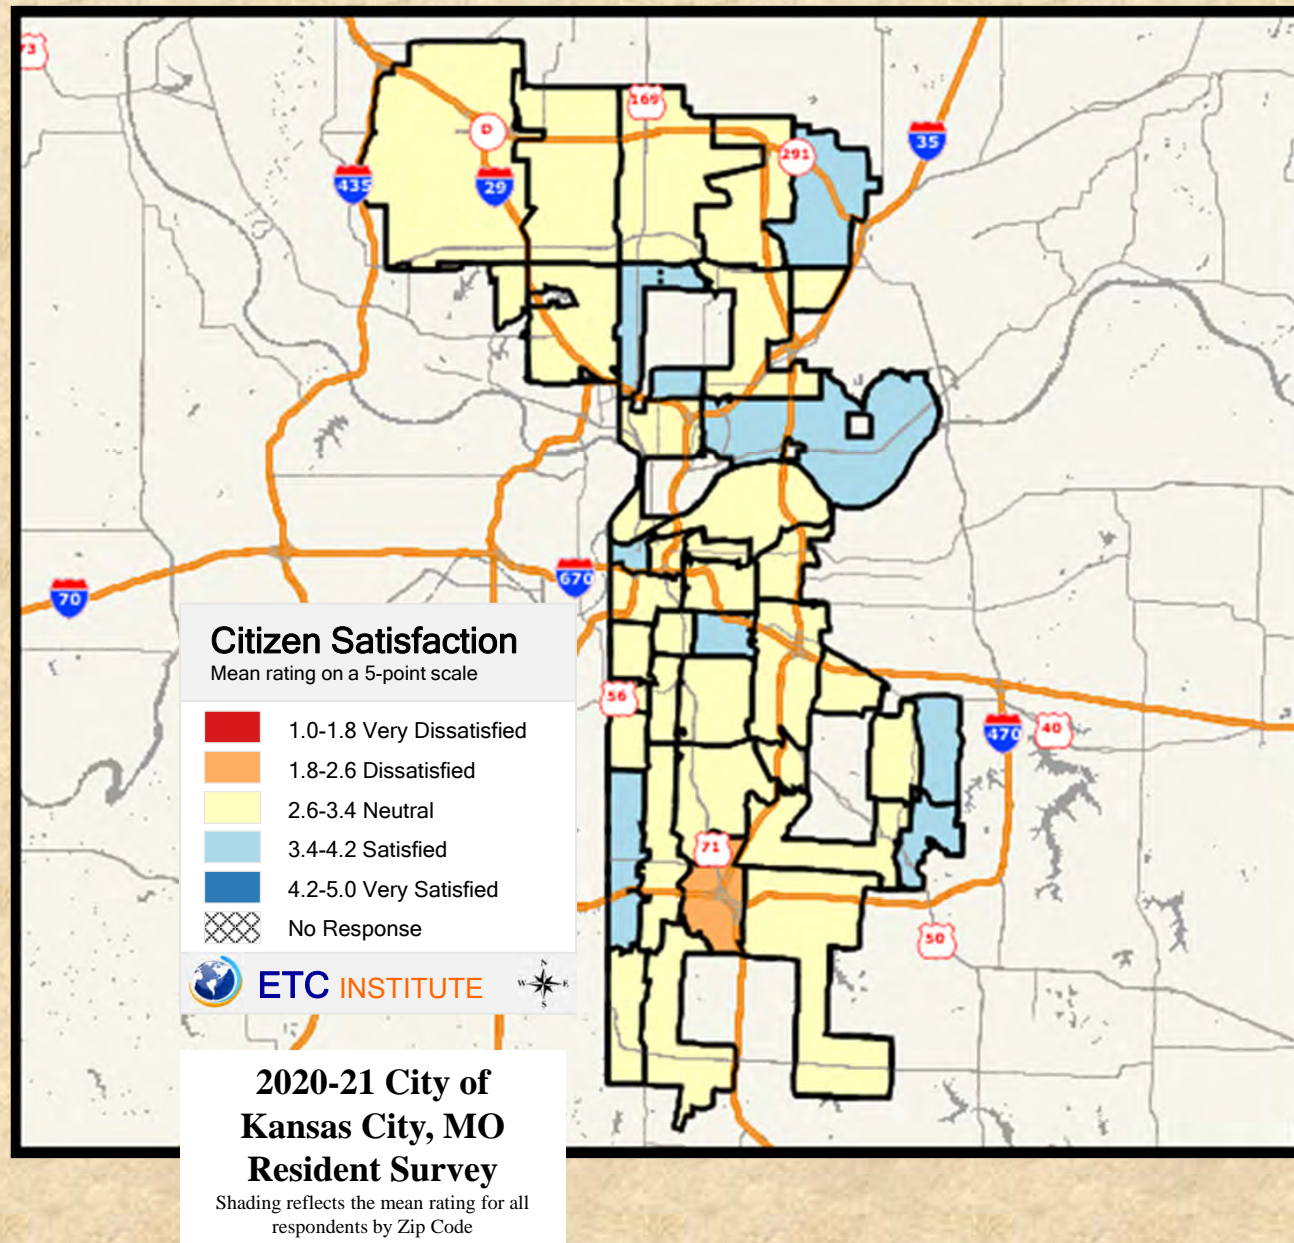 73
169
D
291
35
435
29
70
670
Citizen Satisfaction
Mean rating on a 5-point scale
56
1.0-1.8 Very Dissatisfied
1.8-2.6 Dissatisfied
2.6-3.4 Neutral
3.4-4.2 Satisfied
4.2-5.0 Very Satisfied
No Response
470
40
71
50
ETC INSTITUTE
N
W E
S
2020-21 City of
Kansas City, MO
Resident Survey
Shading reflects the mean rating for all
respondents by Zip Code